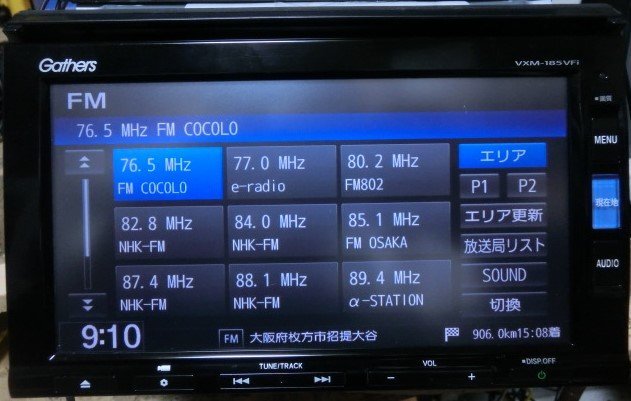 Gathers VXM-185VFi
FM
76.5 MHz FM COCOLO
76.5 MHz 77.0 MHz 80.2 MHz エリア
FM COCOLO e-radio FM802 P1 P2
82.8 MHz 84.0 MHz 85.1 MHz エリア更新
NHK-FM NHK-FM FM OSAKA 放送局リスト
87.4 MHz 88.1 MHz 89.4 MHz SOUND
NHK-FM NHK-FM α-STATION 切換
9:10 FM 大阪府枚方市招提大谷 906.0km15:08着
画質
MENU
現在地
AUDIO
TUNE/TRACK VOL DISP.OFF
- +